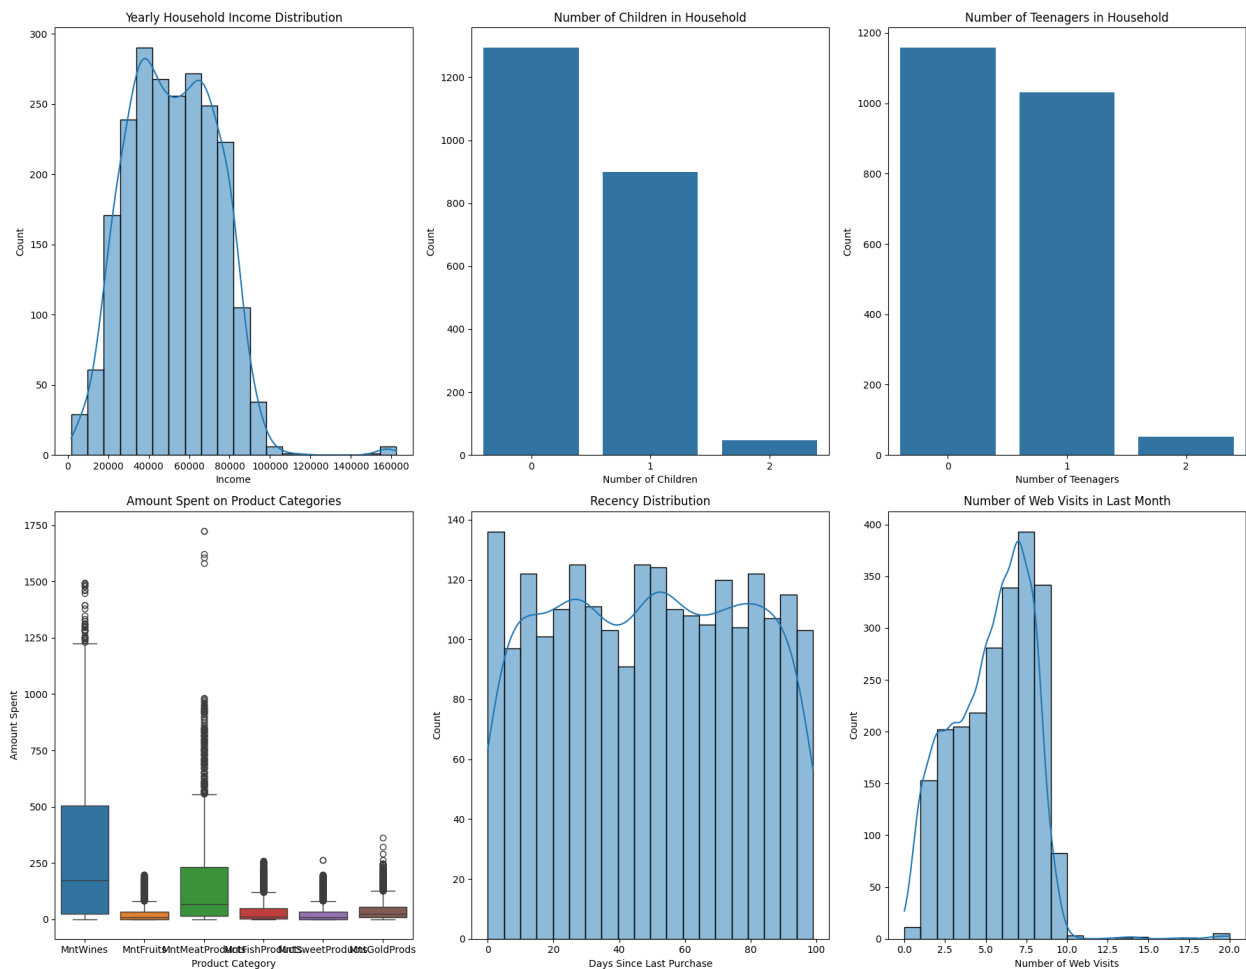 Yearly Household Income Distribution
300
250
200
150
100
50
0
Count
0 20000 40000 60000 80000 100000 120000 140000 160000
Income
Number of Children in Household
1200
1000
800
600
400
200
0
Count
0 1 2
Number of Children
Number of Teenagers in Household
1200
1000
800
600
400
200
0
Count
0 1 2
Number of Teenagers
Amount Spent on Product Categories
1750
1500
1250
1000
750
500
250
0
Amount Spent
MntWines MntFruits MntMeatProducts MntFishProducts MntSweetProducts MntGoldProds
Product Category
Recency Distribution
140
120
100
80
60
40
20
0
Count
0 20 40 60 80 100
Days Since Last Purchase
Number of Web Visits in Last Month
400
350
300
250
200
150
100
50
0
Count
0.0 2.5 5.0 7.5 10.0 12.5 15.0 17.5 20.0
Number of Web Visits